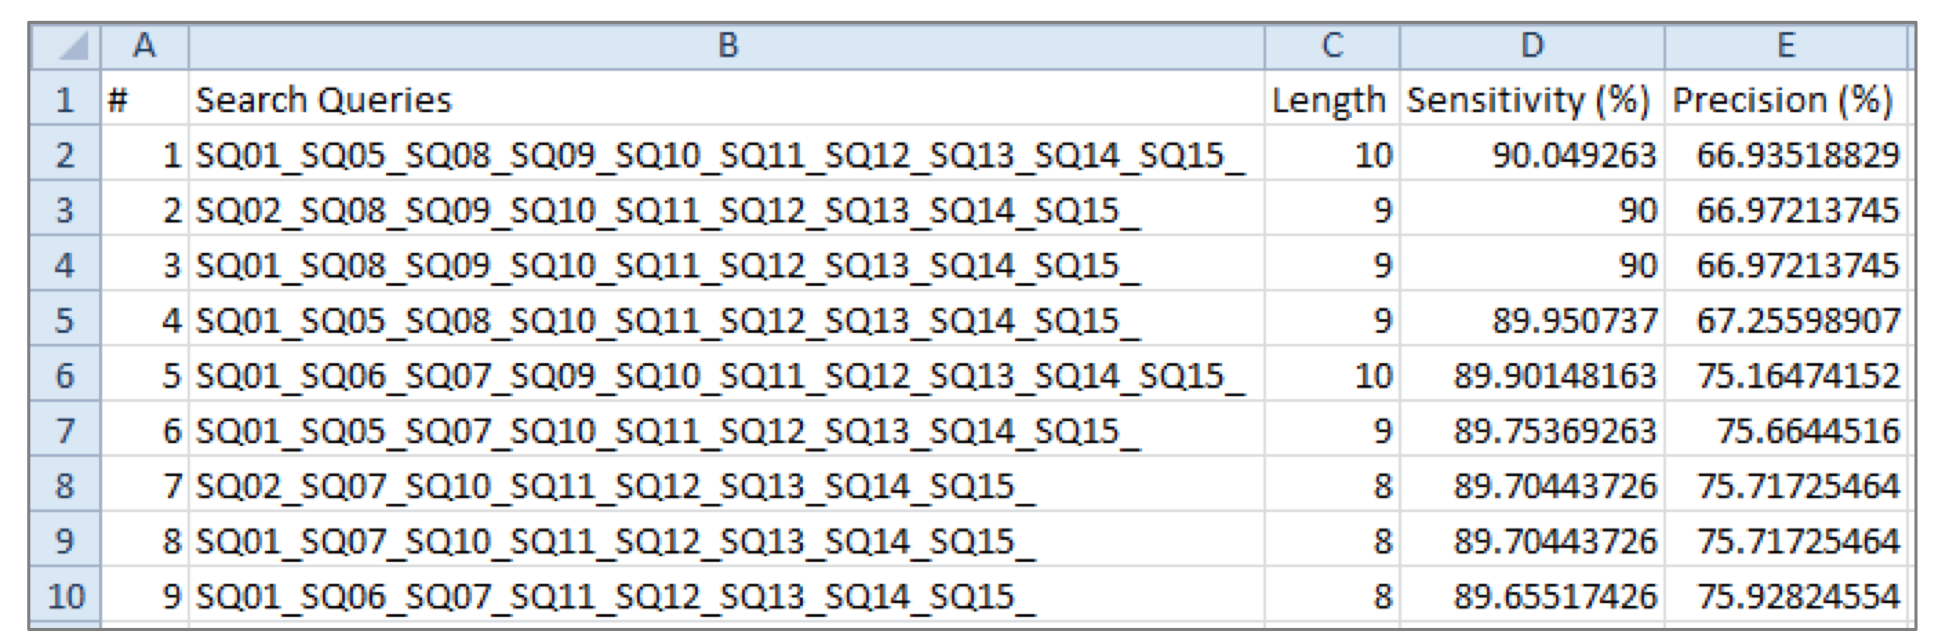 A B C D E
1 # Search Queries Length Sensitivity (%) Precision (%)
2 1 SQ01_SQ05_SQ08_SQ09_SQ10_SQ11_SQ12_SQ13_SQ14_SQ15_ 10 90.049263 66.93518829
3 2 SQ02_SQ08_SQ09_SQ10_SQ11_SQ12_SQ13_SQ14_SQ15_ 9 90 66.97213745
4 3 SQ01_SQ08_SQ09_SQ10_SQ11_SQ12_SQ13_SQ14_SQ15_ 9 90 66.97213745
5 4 SQ01_SQ05_SQ08_SQ10_SQ11_SQ12_SQ13_SQ14_SQ15_ 9 89.950737 67.25598907
6 5 SQ01_SQ06_SQ07_SQ09_SQ10_SQ11_SQ12_SQ13_SQ14_SQ15_ 10 89.90148163 75.16474152
7 6 SQ01_SQ05_SQ07_SQ10_SQ11_SQ12_SQ13_SQ14_SQ15_ 9 89.75369263 75.6644516
8 7 SQ02_SQ07_SQ10_SQ11_SQ12_SQ13_SQ14_SQ15_ 8 89.70443726 75.71725464
9 8 SQ01_SQ07_SQ10_SQ11_SQ12_SQ13_SQ14_SQ15_ 8 89.70443726 75.71725464
10 9 SQ01_SQ06_SQ07_SQ11_SQ12_SQ13_SQ14_SQ15_ 8 89.65517426 75.92824554